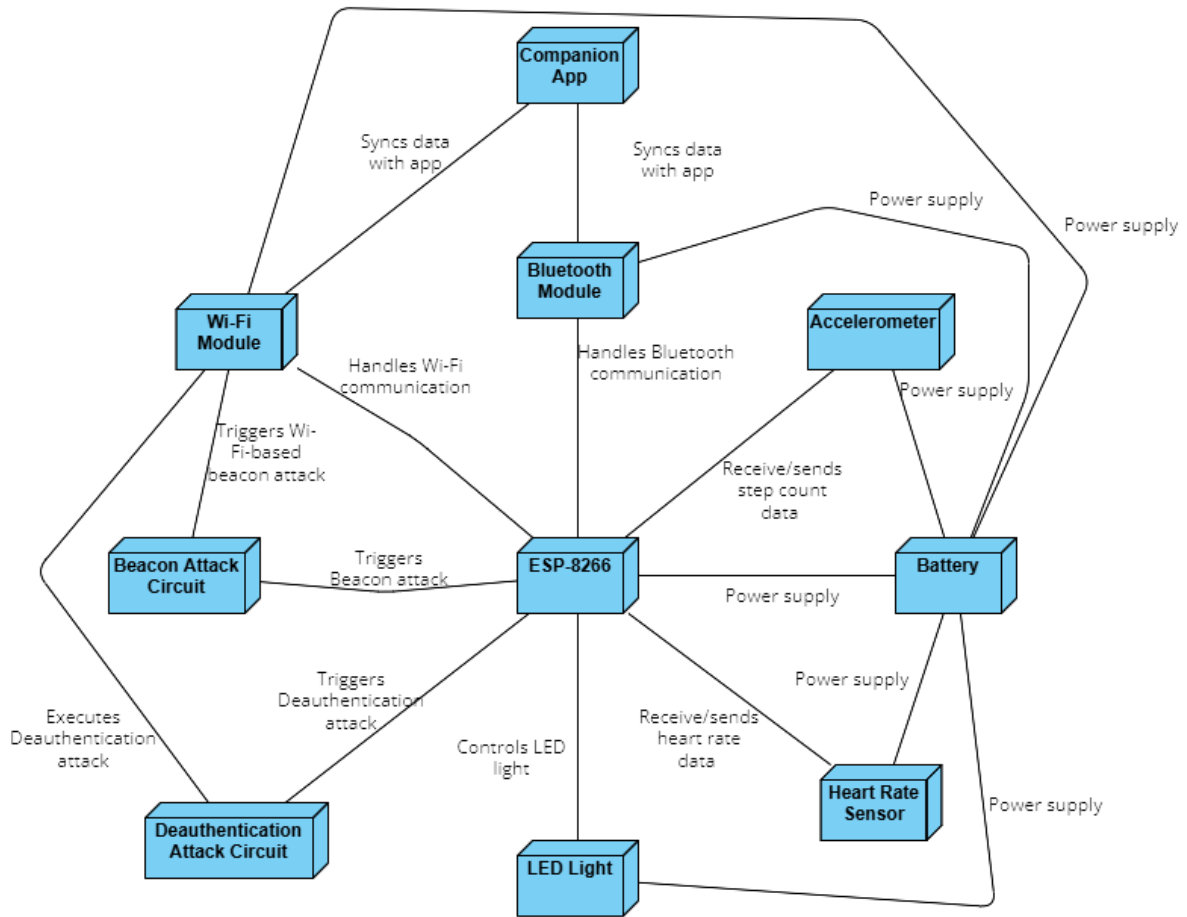 Companion
App
Syncs data
with app
Syncs data
with app
Power supply
Power supply
Bluetooth
Module
Wi-Fi
Module
Accelerometer
Handles Wi-Fi
communication
Handles Bluetooth
communication
Power supply
Triggers Wi-
Fi-based
beacon attack
Receive/sends
step count
data
Beacon Attack
Circuit
Triggers
Beacon attack
ESP-8266
Power supply
Battery
Executes
Deauthentication
attack
Triggers
Deauthentication
attack
Controls LED
light
Receive/sends
heart rate
data
Power supply
Heart Rate
Sensor
Power supply
Deauthentication
Attack Circuit
LED Light